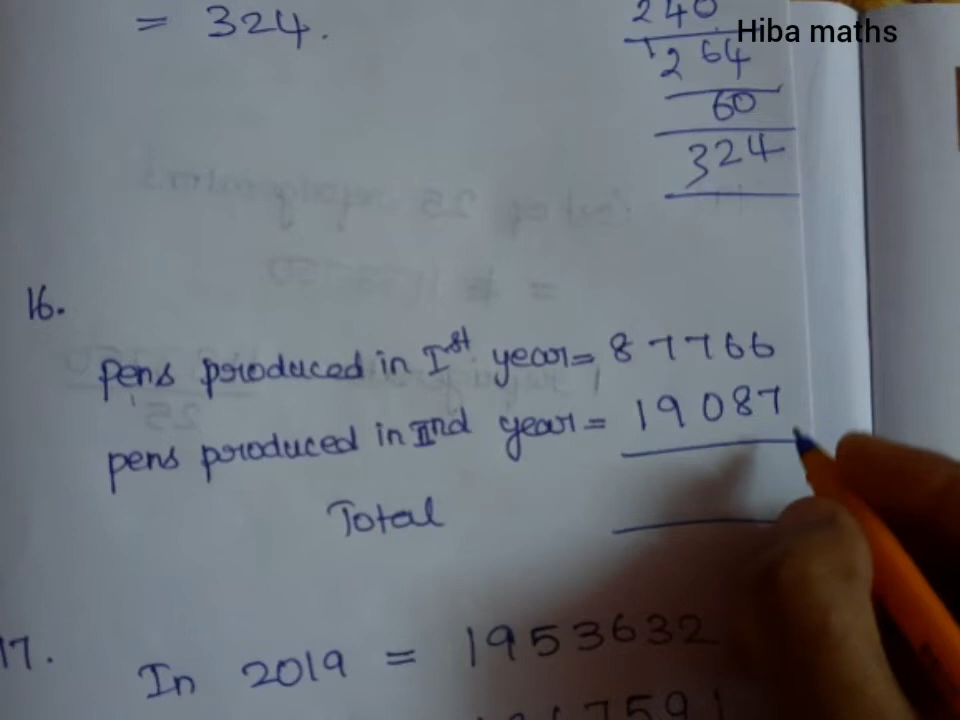 = 324.
240
Hiba maths
264
60
324
16.
Pens produced in Ist year = 87766
pens produced in IInd year = 19087
Total
17.
In 2019 = 1953632